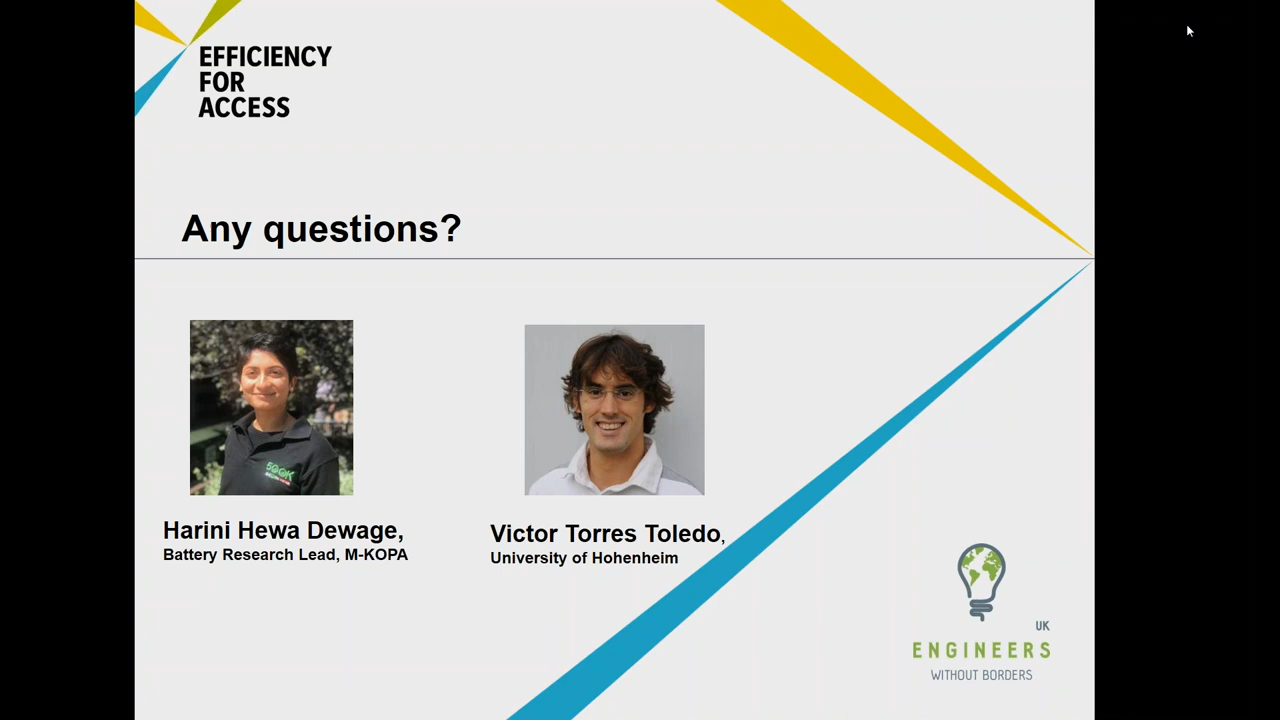 EFFICIENCY
FOR
ACCESS
Any questions?
Harini Hewa Dewage,
Battery Research Lead, M-KOPA
Victor Torres Toledo,
University of Hohenheim
UK
ENGINEERS
WITHOUT BORDERS